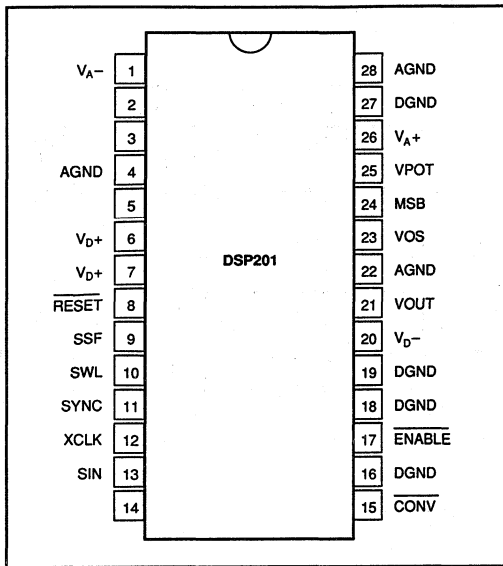 V_A− 1 28 AGND
2 27 DGND
3 26 V_A+
AGND 4 25 VPOT
5 24 MSB
V_D+ 6 23 VOS
DSP201
V_D+ 7 22 AGND
RESET 8 21 VOUT
SSF 9 20 V_D−
SWL 10 19 DGND
SYNC 11 18 DGND
XCLK 12 17 ENABLE
SIN 13 16 DGND
14 15 CONV